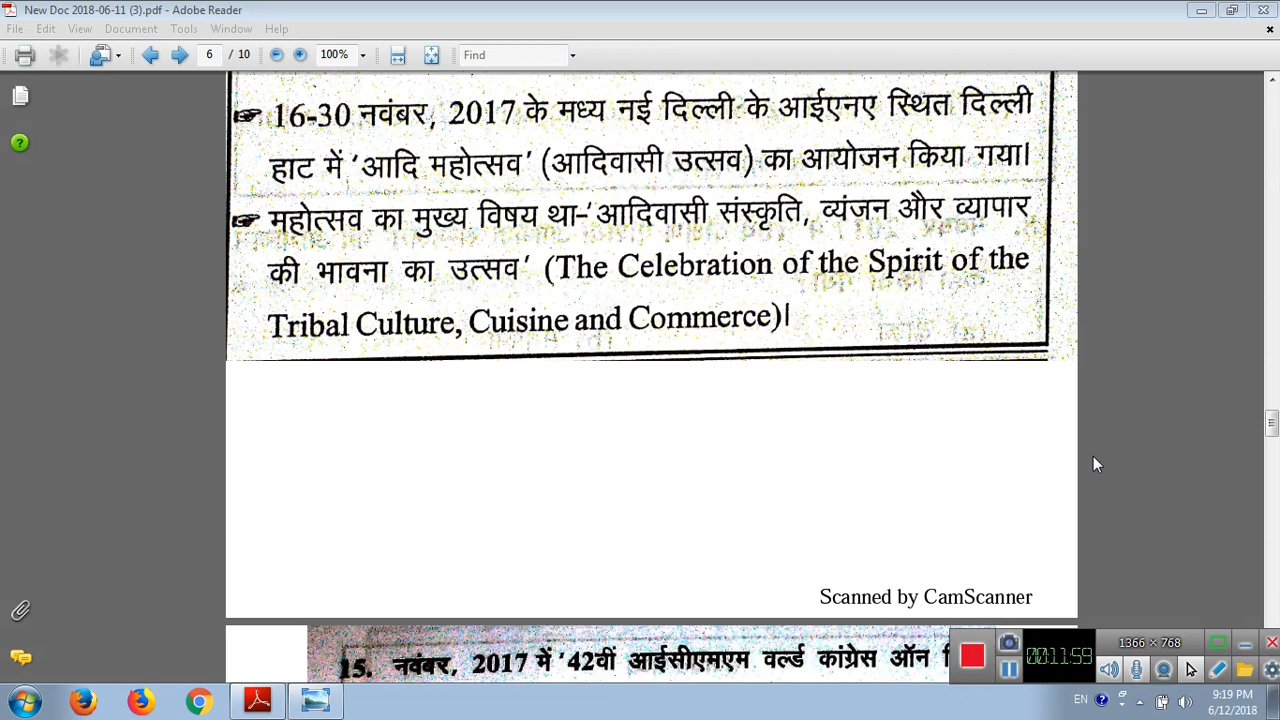 New Doc 2018-06-11 (3).pdf - Adobe Reader
File Edit View Document Tools Window Help
6 / 10 100% Find
16-30 नवंबर, 2017 के मध्य नई दिल्ली के आईएनए स्थित दिल्ली
हाट में 'आदि महोत्सव' (आदिवासी उत्सव) का आयोजन किया गया।
महोत्सव का मुख्य विषय था-'आदिवासी संस्कृति, व्यंजन और व्यापार
की भावना का उत्सव' (The Celebration of the Spirit of the
Tribal Culture, Cuisine and Commerce)।
Scanned by CamScanner
15. नवंबर, 2017 में '42वीं आईसीएमएम वर्ल्ड कांग्रेस ऑन
1366 × 768
00:11:59
EN
9:19 PM
6/12/2018